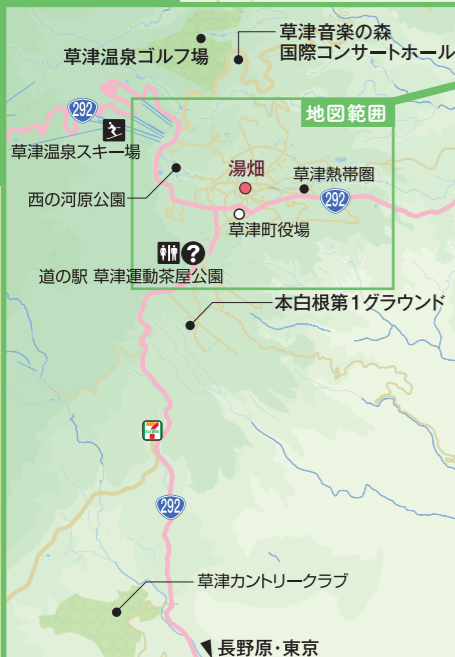 草津音楽の森
国際コンサートホール
草津温泉ゴルフ場
地図範囲
292
草津温泉スキー場
湯畑
草津熱帯圏
西の河原公園
292
草津町役場
?
道の駅 草津運動茶屋公園
本白根第1グラウンド
7
292
草津カントリークラブ
長野原・東京